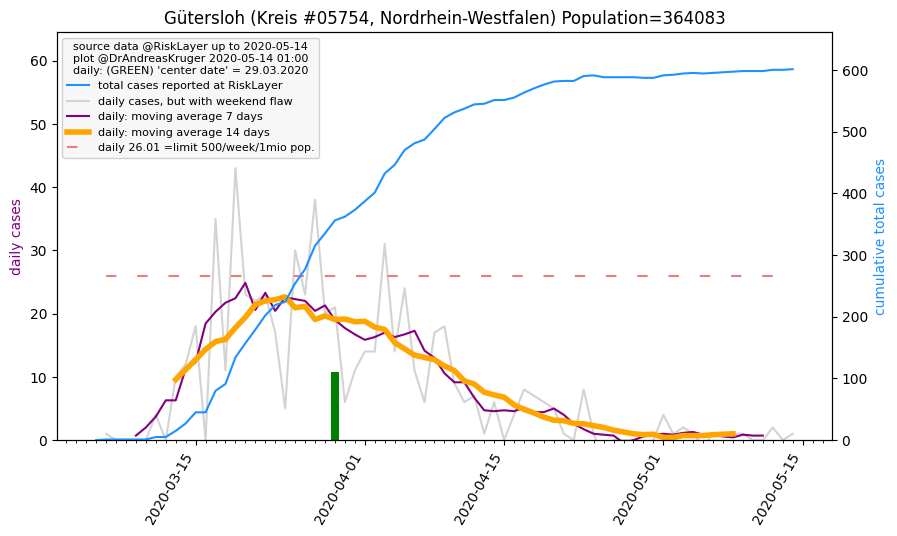 Gütersloh (Kreis #05754, Nordrhein-Westfalen) Population=364083
source data @RiskLayer up to 2020-05-14
plot @DrAndreasKruger 2020-05-14 01:00
daily: (GREEN) 'center date' = 29.03.2020
total cases reported at RiskLayer
daily cases, but with weekend flaw
daily: moving average 7 days
daily: moving average 14 days
daily 26.01 =limit 500/week/1mio pop.
daily cases
60
50
40
30
20
10
0
cumulative total cases
600
500
400
300
200
100
0
2020-03-15
2020-04-01
2020-04-15
2020-05-01
2020-05-15